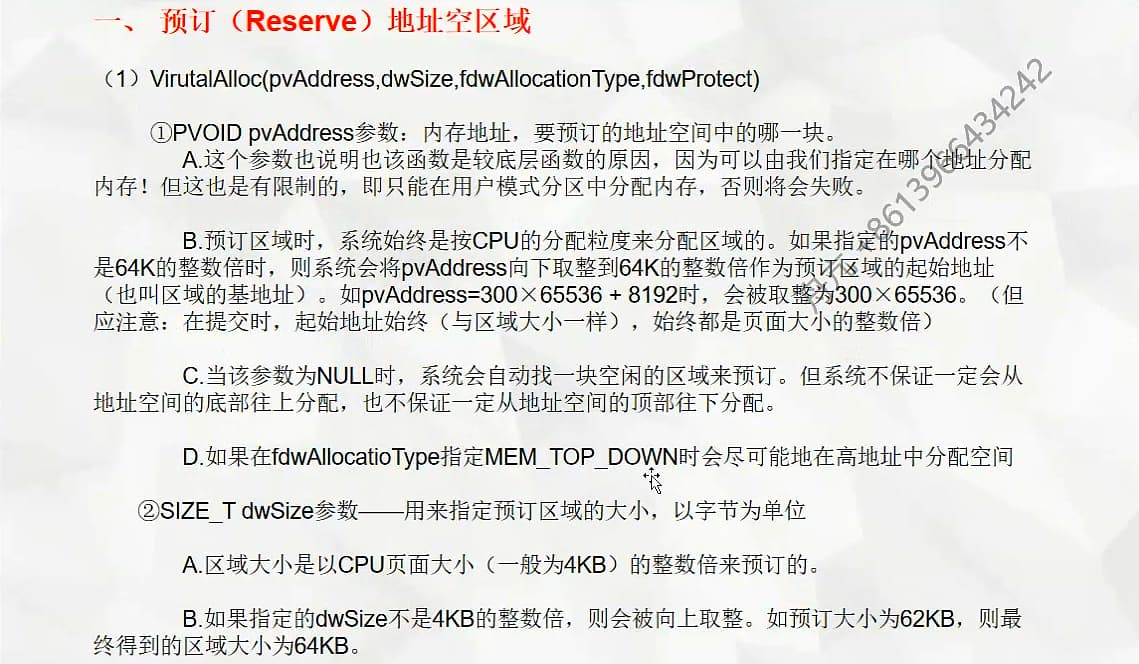 一、 预订（Reserve）地址空区域
（1）VirutalAlloc(pvAddress,dwSize,fdwAllocationType,fdwProtect)
①PVOID pvAddress参数：内存地址，要预订的地址空间中的哪一块。
A.这个参数也说明也该函数是较底层函数的原因，因为可以由我们指定在哪个地址分配
内存！但这也是有限制的，即只能在用户模式分区中分配内存，否则将会失败。
B.预订区域时，系统始终是按CPU的分配粒度来分配区域的。如果指定的pvAddress不
是64K的整数倍时，则系统会将pvAddress向下取整到64K的整数倍作为预订区域的起始地址
（也叫区域的基地址）。如pvAddress=300×65536 + 8192时，会被取整为300×65536。（但
应注意：在提交时，起始地址始终（与区域大小一样），始终都是页面大小的整数倍）
C.当该参数为NULL时，系统会自动找一块空闲的区域来预订。但系统不保证一定会从
地址空间的底部往上分配，也不保证一定从地址空间的顶部往下分配。
D.如果在fdwAllocatioType指定MEM_TOP_DOWN时会尽可能地在高地址中分配空间
②SIZE_T dwSize参数——用来指定预订区域的大小，以字节为单位
A.区域大小是以CPU页面大小（一般为4KB）的整数倍来预订的。
B.如果指定的dwSize不是4KB的整数倍，则会被向上取整。如预订大小为62KB，则最
终得到的区域大小为64KB。